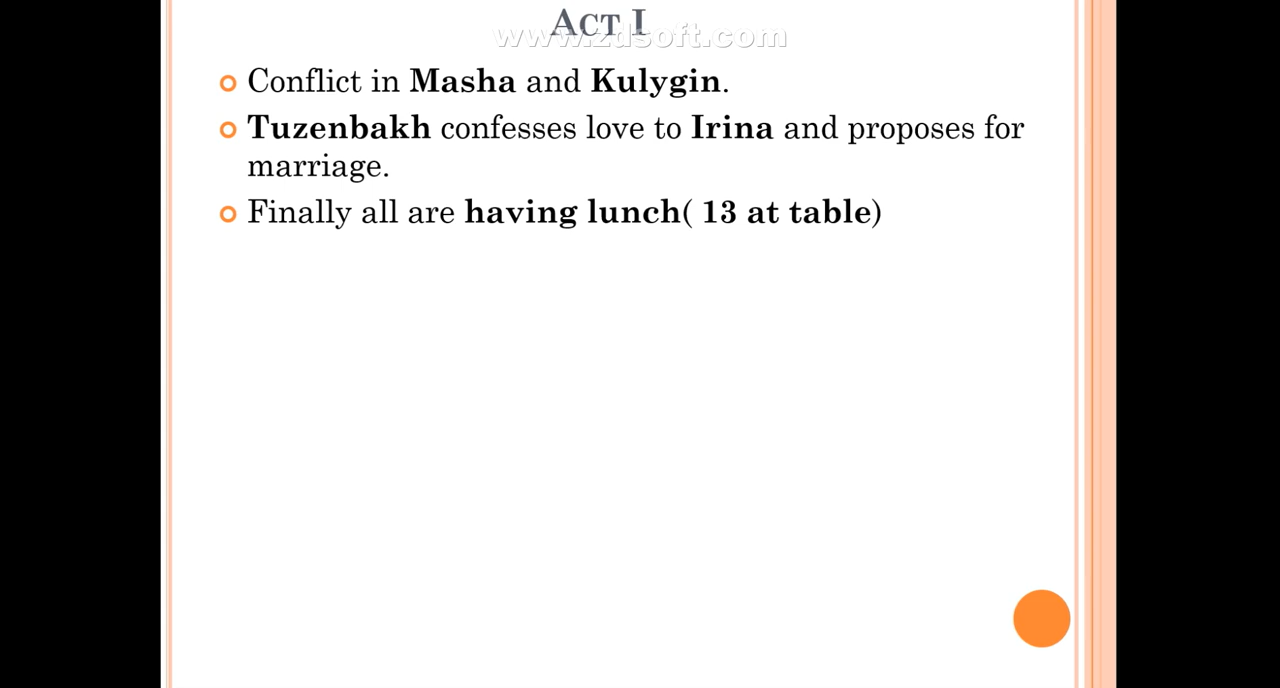 ACT I
www.zdsoft.com
Conflict in Masha and Kulygin.
Tuzenbakh confesses love to Irina and proposes for
marriage.
Finally all are having lunch( 13 at table)